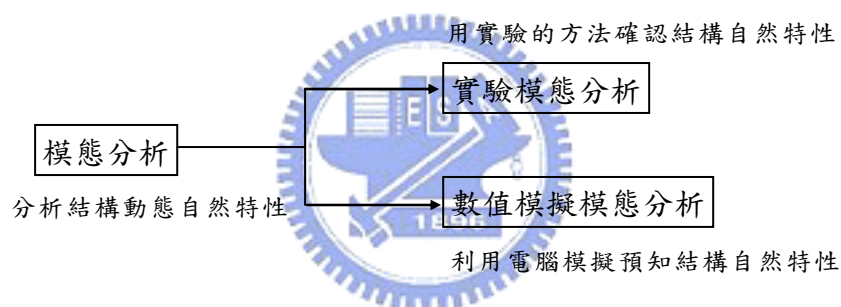 用實驗的方法確認結構自然特性
實驗模態分析
模態分析
分析結構動態自然特性
數值模擬模態分析
1896
利用電腦模擬預知結構自然特性